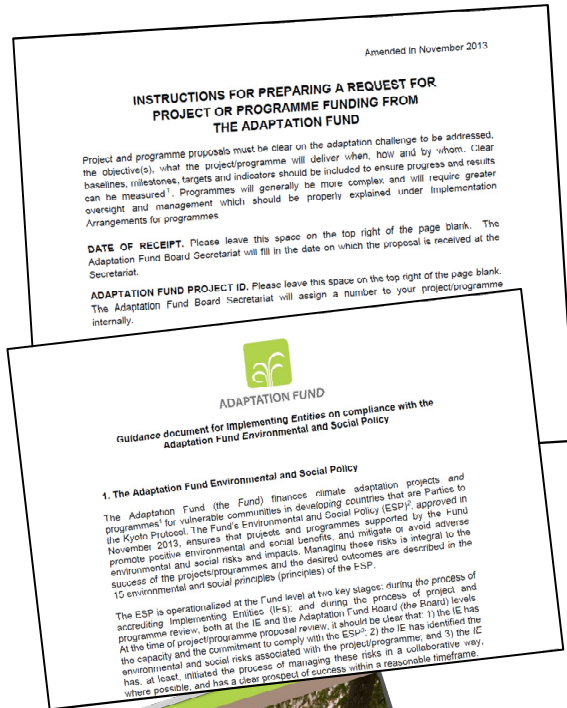 Amended in November 2013
INSTRUCTIONS FOR PREPARING A REQUEST FOR
PROJECT OR PROGRAMME FUNDING FROM
THE ADAPTATION FUND
Project and programme proposals must be clear on the adaptation challenge to be addressed,
the objective(s), what the project/programme will deliver when, how and by whom. Clear
baselines, milestones, targets and indicators should be included to ensure progress and results
can be measured¹. Programmes will generally be more complex and will require greater
oversight and management which should be properly explained under Implementation
Arrangements for programmes.
DATE OF RECEIPT. Please leave this space on the top right of the page blank. The
Adaptation Fund Board Secretariat will fill in the date on which the proposal is received at the
Secretariat.
ADAPTATION FUND PROJECT ID. Please leave this space on the top right of the page blank.
The Adaptation Fund Board Secretariat will assign a number to your project/programme
internally.
ADAPTATION FUND
Guidance document for Implementing Entities on compliance with the
Adaptation Fund Environmental and Social Policy
1. The Adaptation Fund Environmental and Social Policy
The Adaptation Fund (the Fund) finances climate adaptation projects and
programmes¹ for vulnerable communities in developing countries that are Parties to
the Kyoto Protocol. The Fund's Environmental and Social Policy (ESP)², approved in
November 2013, ensures that projects and programmes supported by the Fund
promote positive environmental and social benefits, and mitigate or avoid adverse
environmental and social risks and impacts. Managing those risks is integral to the
success of the projects/programmes and the desired outcomes are described in the
15 environmental and social principles (principles) of the ESP.
The ESP is operationalized at the Fund level at two key stages: during the process of
accrediting Implementing Entities (IEs); and during the process of project and
programme review, both at the IE and the Adaptation Fund Board (the Board) levels
At the time of project/programme proposal review, it should be clear that: 1) the IE has
the capacity and the commitment to comply with the ESP³; 2) the IE has identified the
environmental and social risks associated with the project/programme; and 3) the IE
has, at least, initiated the process of managing these risks in a collaborative way,
where possible, and has a clear prospect of success within a reasonable timeframe.